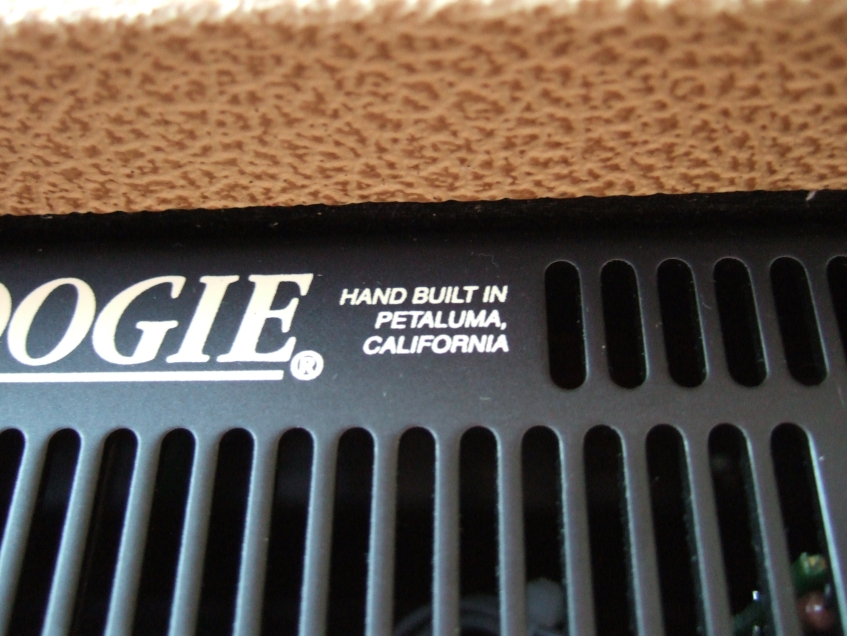 OOGIE®
HAND BUILT IN
PETALUMA,
CALIFORNIA